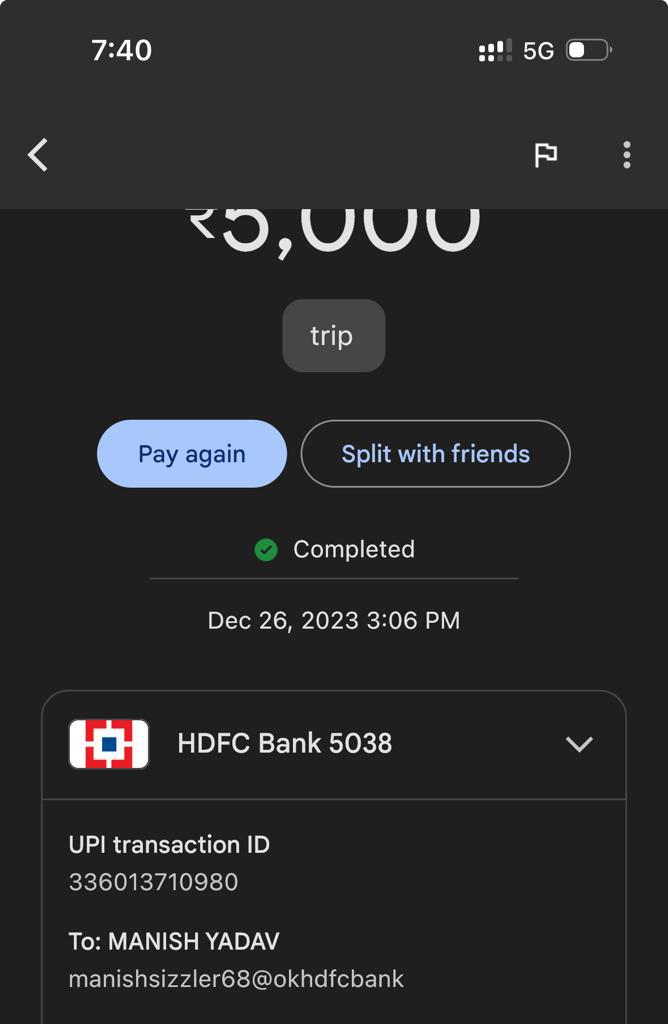 7:40 5G
₹5,000
trip
Pay again Split with friends
Completed
Dec 26, 2023 3:06 PM
HDFC Bank 5038
UPI transaction ID
336013710980
To: MANISH YADAV
manishsizzler68@okhdfcbank